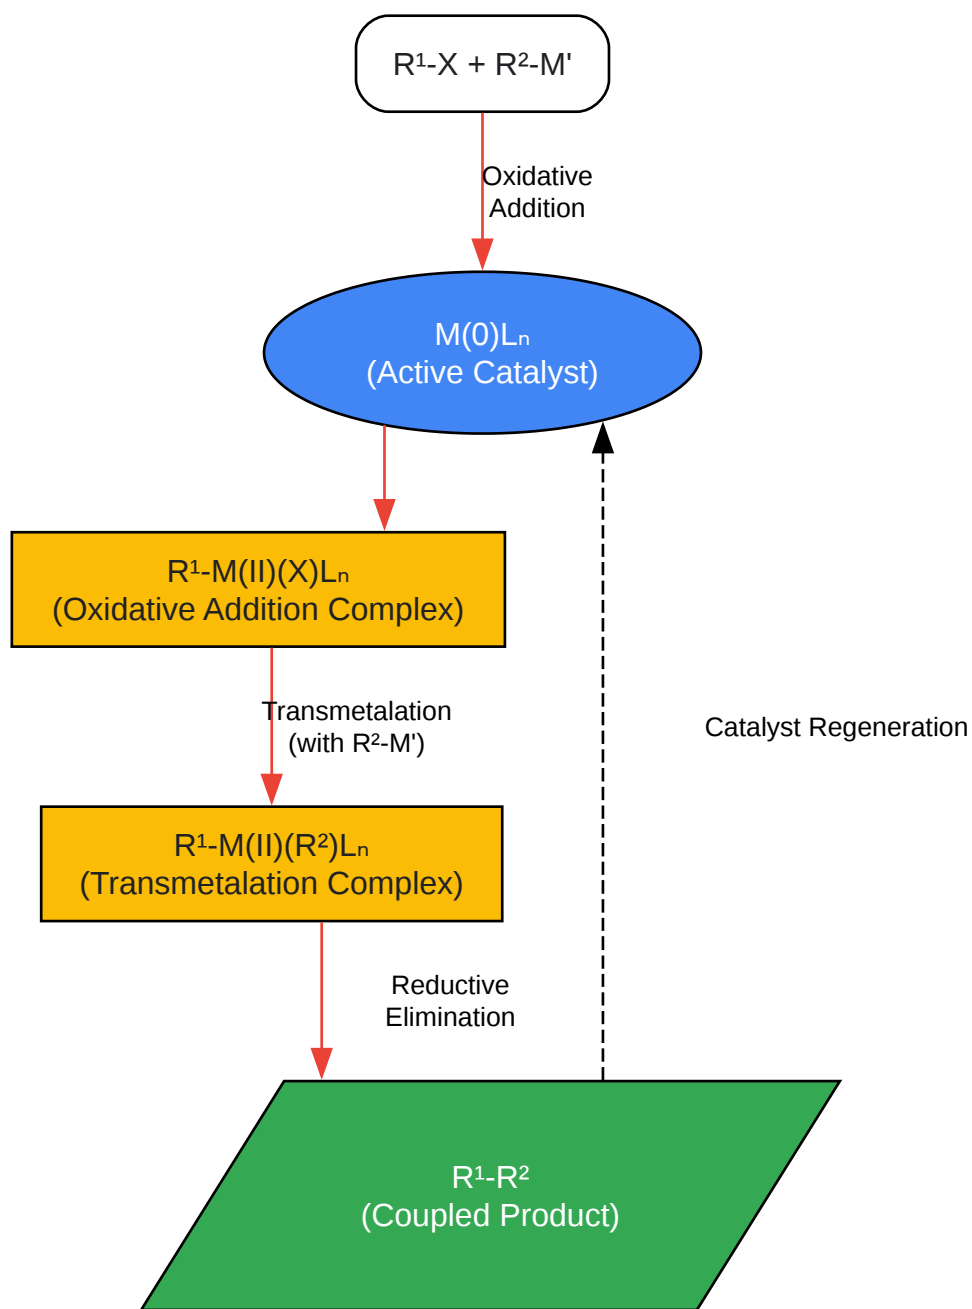 R¹-X + R²-M'
Oxidative
Addition
M(0)Lₙ
(Active Catalyst)
R¹-M(II)(X)Lₙ
(Oxidative Addition Complex)
Transmetalation
(with R²-M')
Catalyst Regeneration
R¹-M(II)(R²)Lₙ
(Transmetalation Complex)
Reductive
Elimination
R¹-R²
(Coupled Product)